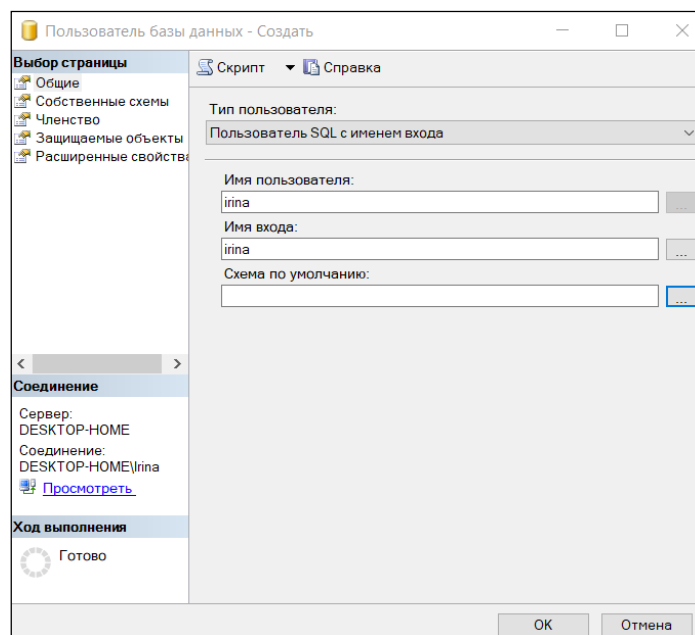 Пользователь базы данных - Создать
Выбор страницы
Общие
Собственные схемы
Членство
Защищаемые объекты
Расширенные свойства
Скрипт
Справка
Тип пользователя:
Пользователь SQL с именем входа
Имя пользователя:
irina
...
Имя входа:
irina
...
Схема по умолчанию:
...
Соединение
Сервер:
DESKTOP-HOME
Соединение:
DESKTOP-HOME\Irina
Просмотреть
Ход выполнения
Готово
OK
Отмена